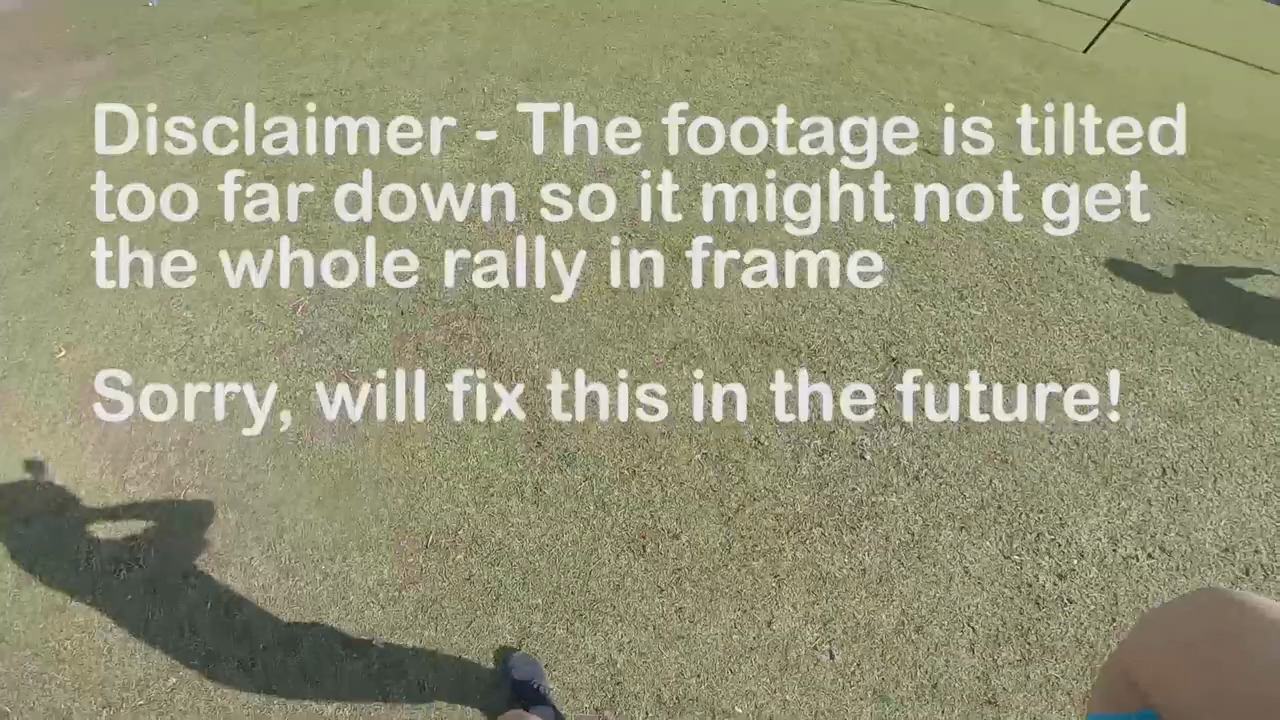 Disclaimer - The footage is tilted
too far down so it might not get
the whole rally in frame
Sorry, will fix this in the future!